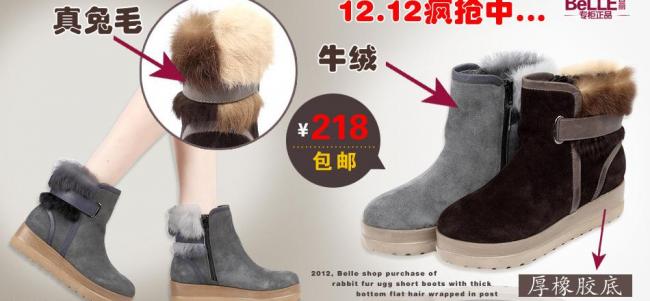 真兔毛
12.12疯抢中...
BeLLE
专柜正品
牛绒
¥218
包邮
2012, Belle shop purchase of
rabbit fur ugg short boots with thick
bottom flat hair wrapped in post
厚橡胶底